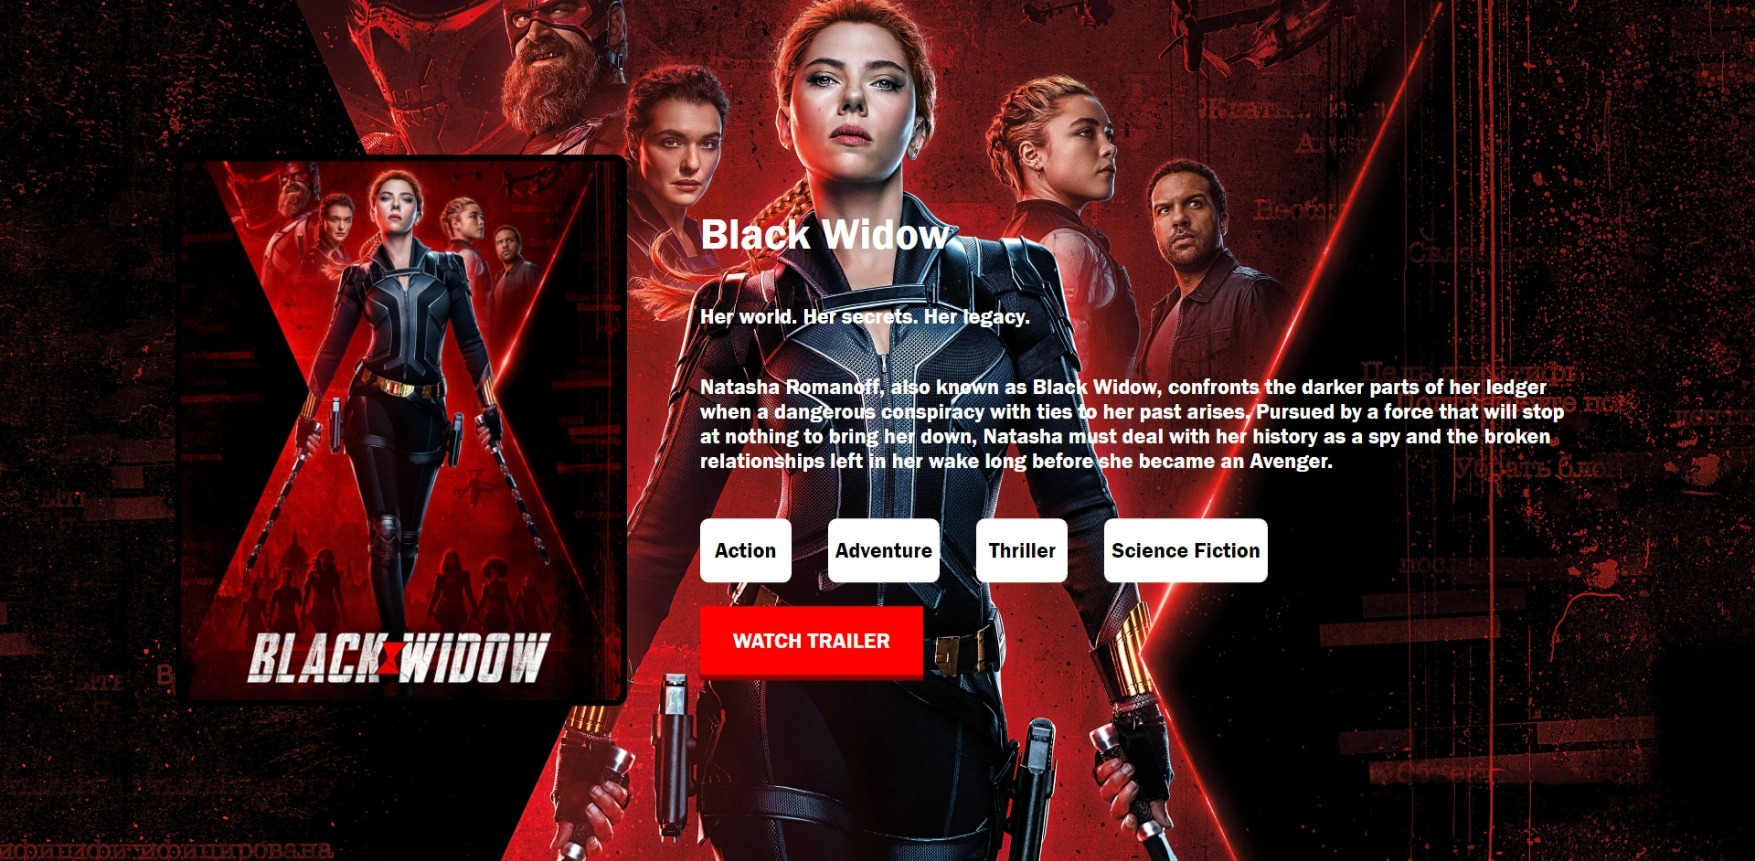 Black Widow
Her world. Her secrets. Her legacy.
Natasha Romanoff, also known as Black Widow, confronts the darker parts of her ledger
when a dangerous conspiracy with ties to her past arises. Pursued by a force that will stop
at nothing to bring her down, Natasha must deal with her history as a spy and the broken
relationships left in her wake long before she became an Avenger.
Action Adventure Thriller Science Fiction
WATCH TRAILER
BLACK WIDOW